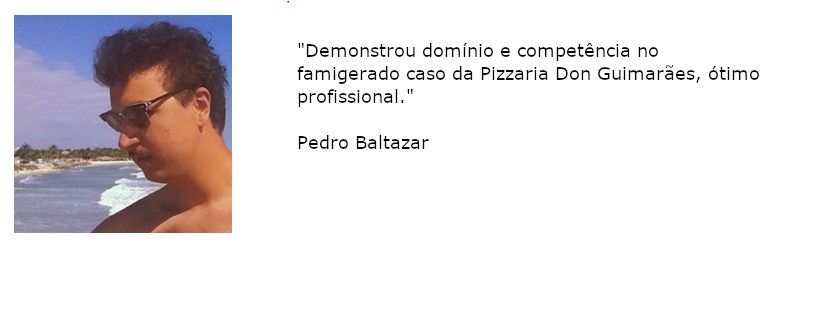 "Demonstrou domínio e competência no
famigerado caso da Pizzaria Don Guimarães, ótimo
profissional."
Pedro Baltazar